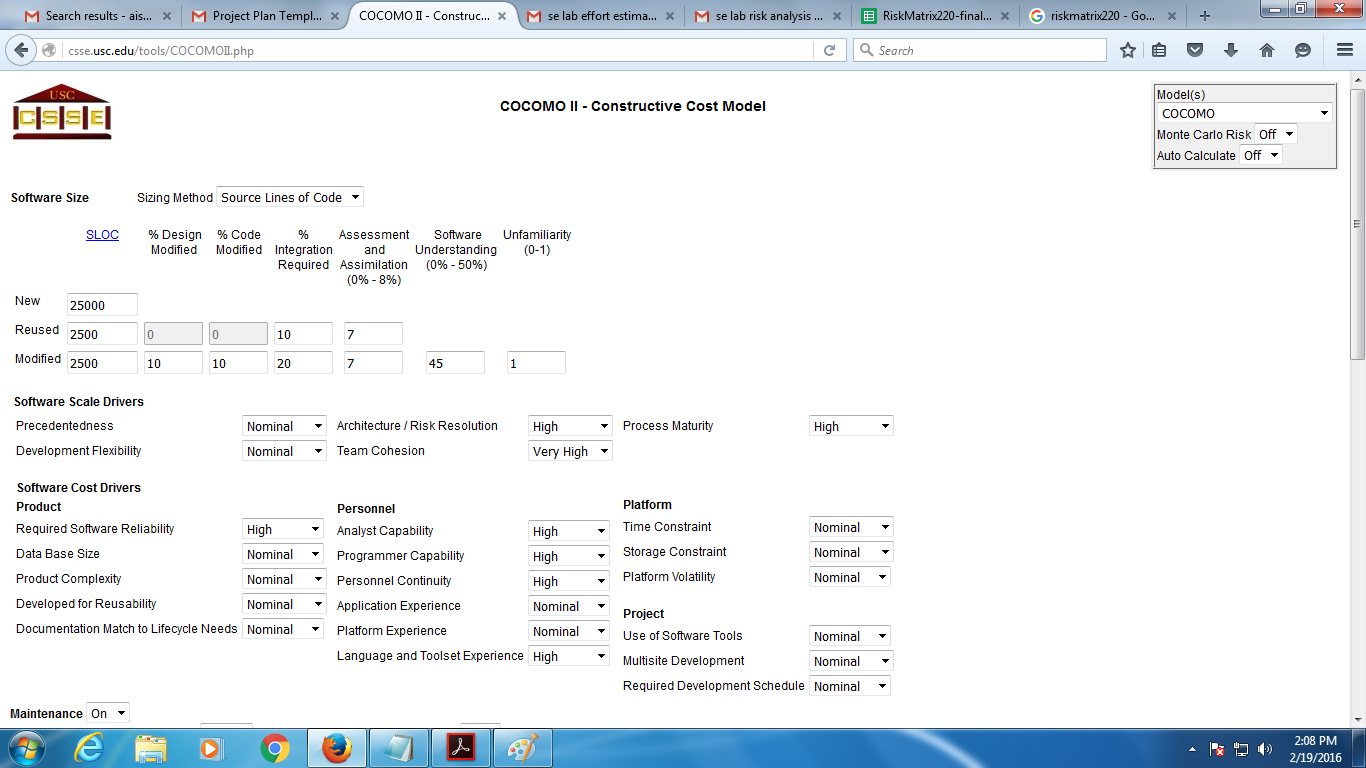 Search results - ais...
Project Plan Templ...
COCOMO II - Construc...
se lab effort estima...
se lab risk analysis ...
RiskMatrix220-final...
riskmatrix220 - Go...
csse.usc.edu/tools/COCOMOII.php
Search
USC
CSSE
COCOMO II - Constructive Cost Model
Model(s)
COCOMO
Monte Carlo Risk Off
Auto Calculate Off
Software Size Sizing Method Source Lines of Code
SLOC % Design Modified % Code Modified % Integration Required Assessment and Assimilation (0% - 8%) Software Understanding (0% - 50%) Unfamiliarity (0-1)
New 25000
Reused 2500 0 0 10 7
Modified 2500 10 10 20 7 45 1
Software Scale Drivers
Precedentedness Nominal Architecture / Risk Resolution High Process Maturity High
Development Flexibility Nominal Team Cohesion Very High
Software Cost Drivers
Product
Required Software Reliability High
Data Base Size Nominal
Product Complexity Nominal
Developed for Reusability Nominal
Documentation Match to Lifecycle Needs Nominal
Personnel
Analyst Capability High
Programmer Capability High
Personnel Continuity High
Application Experience Nominal
Platform Experience Nominal
Language and Toolset Experience High
Platform
Time Constraint Nominal
Storage Constraint Nominal
Platform Volatility Nominal
Project
Use of Software Tools Nominal
Multisite Development Nominal
Required Development Schedule Nominal
Maintenance On
2:08 PM
2/19/2016